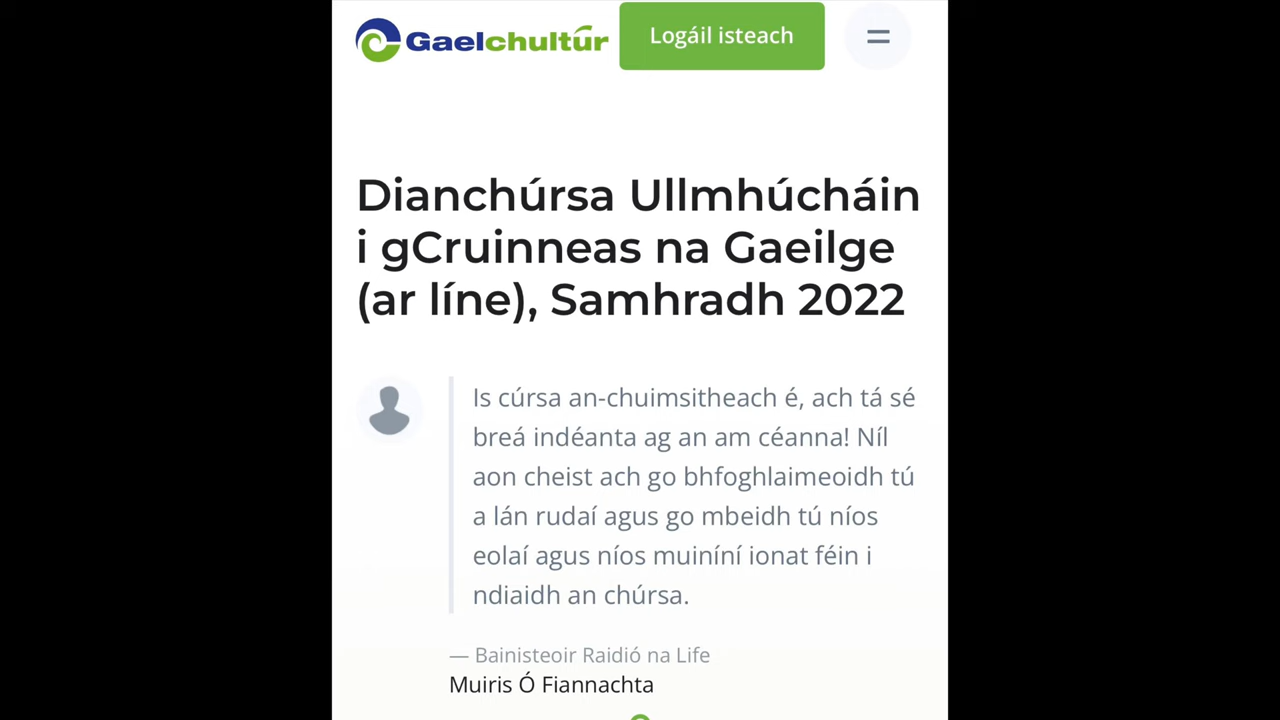 Gaelchultúr
Logáil isteach
Dianchúrsa Ullmhúcháin
i gCruinneas na Gaeilge
(ar líne), Samhradh 2022
Is cúrsa an-chuimsitheach é, ach tá sé
breá indéanta ag an am céanna! Níl
aon cheist ach go bhfoghlaimeoidh tú
a lán rudaí agus go mbeidh tú níos
eolaí agus níos muiníní ionat féin i
ndiaidh an chúrsa.
— Bainisteoir Raidió na Life
Muiris Ó Fiannachta